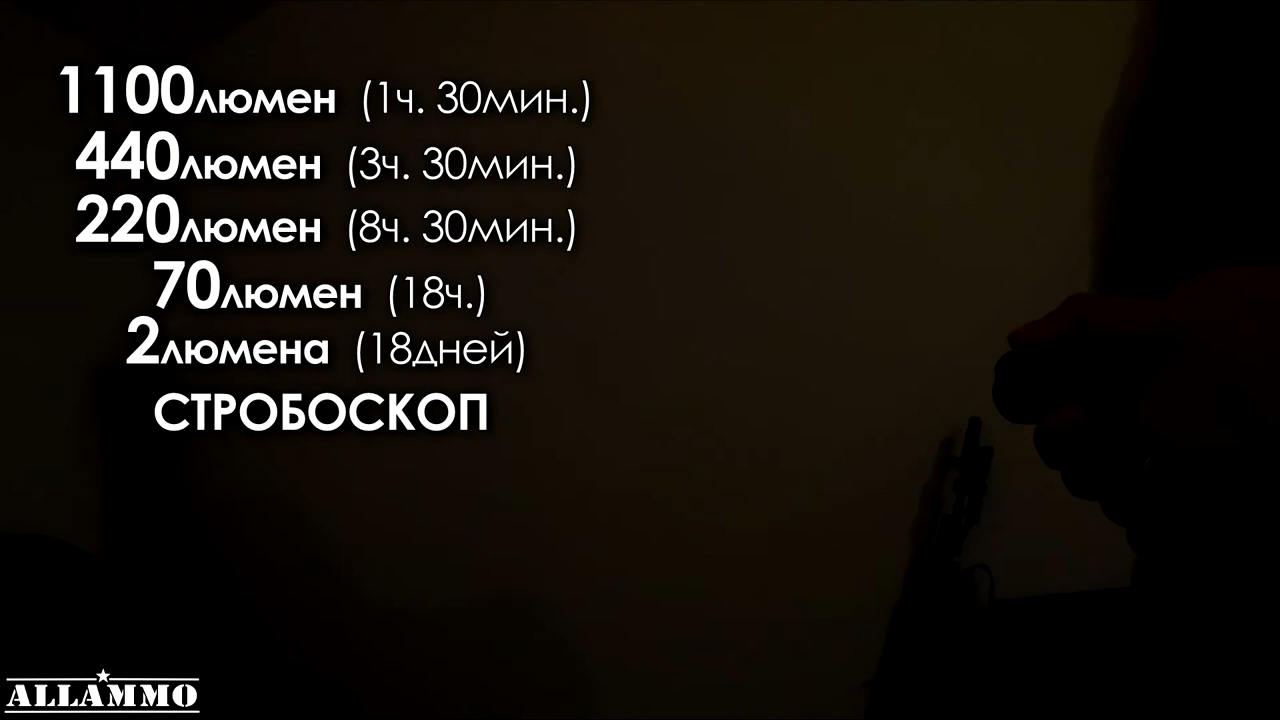 1100люмен (1ч. 30мин.)
440люмен (3ч. 30мин.)
220люмен (8ч. 30мин.)
70люмен (18ч.)
2люмена (18дней)
СТРОБОСКОП
ALLAMMO